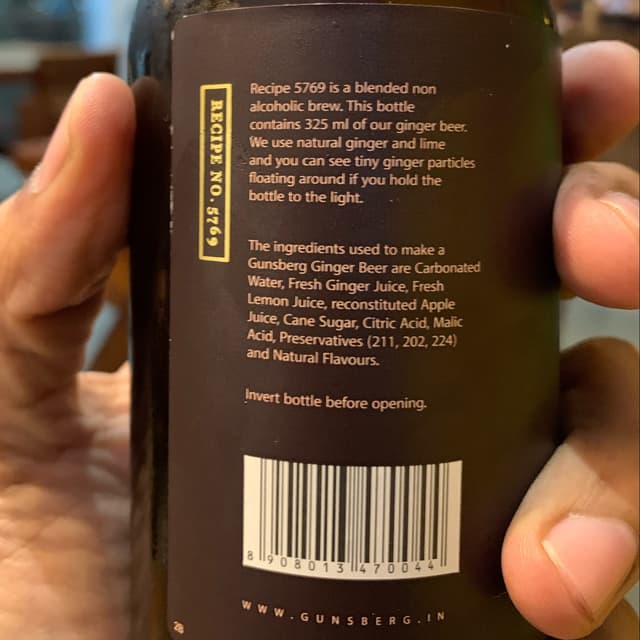 RECIPE NO. 5769
Recipe 5769 is a blended non
alcoholic brew. This bottle
contains 325 ml of our ginger beer.
We use natural ginger and lime
and you can see tiny ginger particles
floating around if you hold the
bottle to the light.
The ingredients used to make a
Gunsberg Ginger Beer are Carbonated
Water, Fresh Ginger Juice, Fresh
Lemon Juice, reconstituted Apple
Juice, Cane Sugar, Citric Acid, Malic
Acid, Preservatives (211, 202, 224)
and Natural Flavours.
Invert bottle before opening.
8 908013 470044
WWW.GUNSBERG.IN